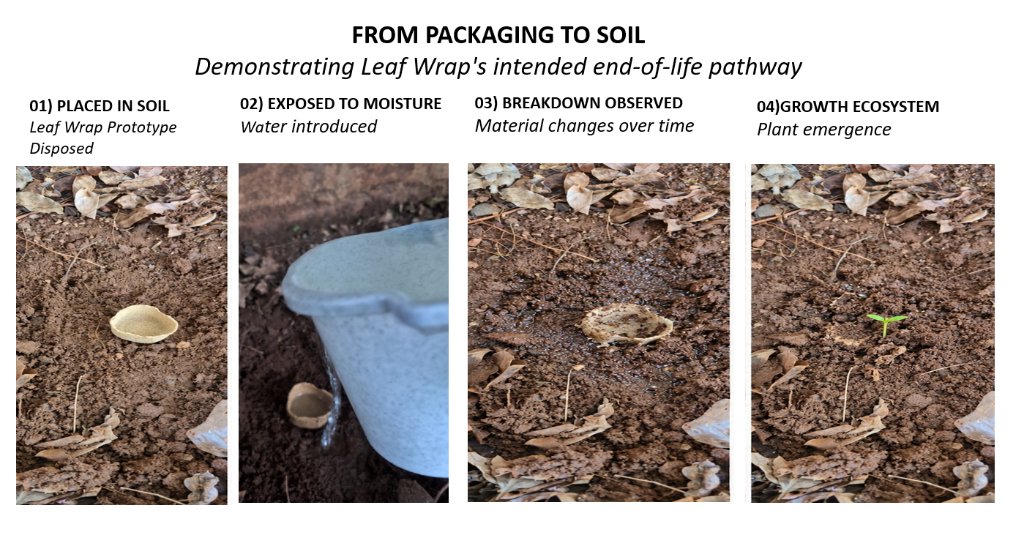 FROM PACKAGING TO SOIL
Demonstrating Leaf Wrap's intended end-of-life pathway
01) PLACED IN SOIL
Leaf Wrap Prototype
Disposed
02) EXPOSED TO MOISTURE
Water introduced
03) BREAKDOWN OBSERVED
Material changes over time
04)GROWTH ECOSYSTEM
Plant emergence